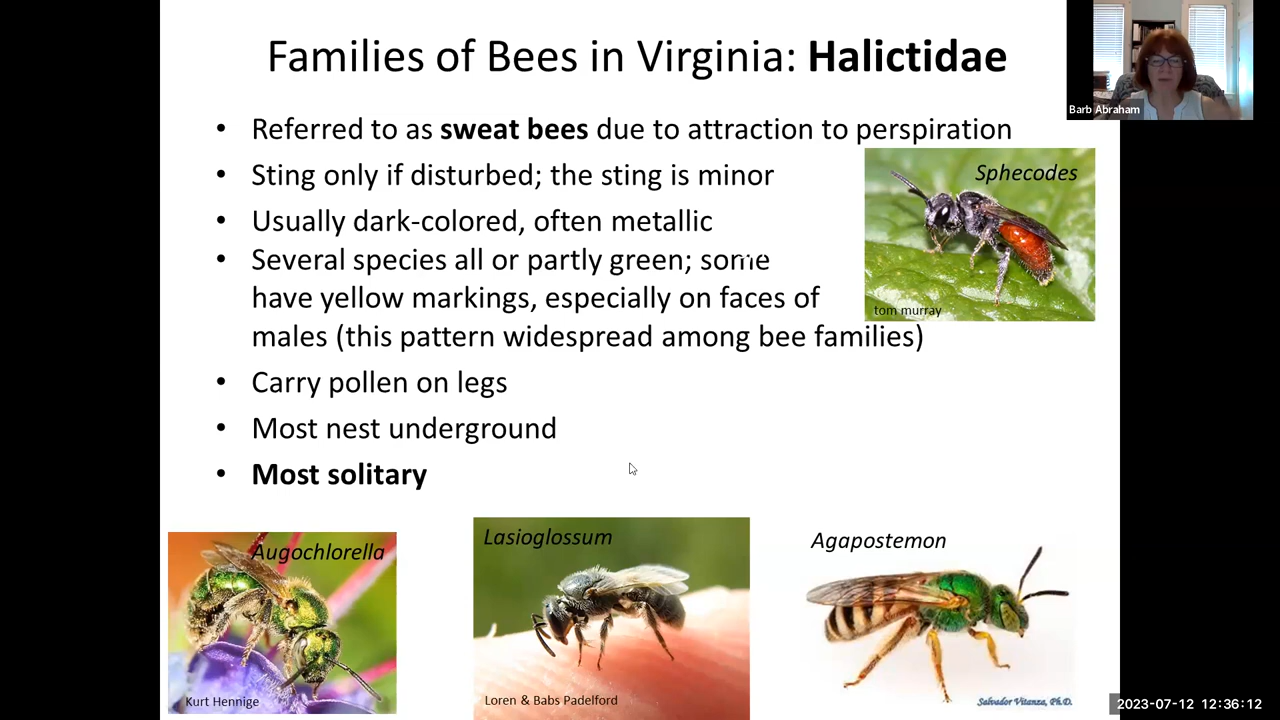 Families of Bees in Virginia: Halictidae
Barb Abraham
• Referred to as sweat bees due to attraction to perspiration
• Sting only if disturbed; the sting is minor
• Usually dark-colored, often metallic
• Several species all or partly green; some
have yellow markings, especially on faces of
males (this pattern widespread among bee families)
• Carry pollen on legs
• Most nest underground
• Most solitary
Sphecodes
tom murray
Augochlorella
Kurt Hennige
Lasioglossum
Loren & Babs Padelford
Agapostemon
Salvador Vitanza, Ph.D.
2023-07-12 12:36:12